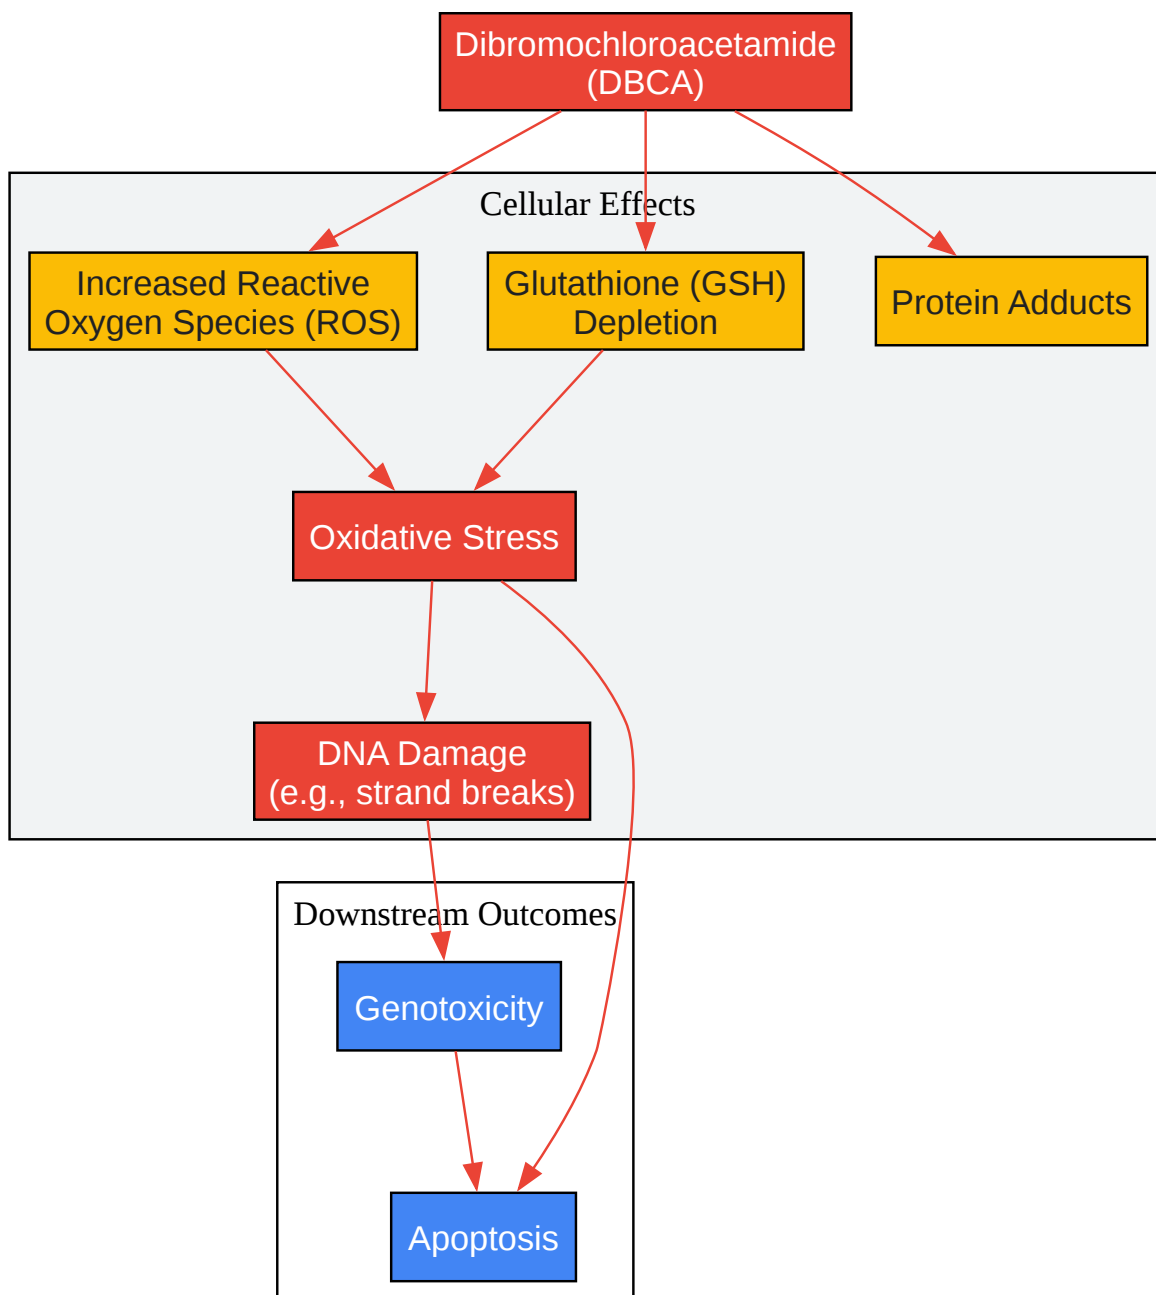 Dibromochloroacetamide
(DBCA)
Cellular Effects
Increased Reactive
Oxygen Species (ROS)
Glutathione (GSH)
Depletion
Protein Adducts
Oxidative Stress
DNA Damage
(e.g., strand breaks)
Downstream Outcomes
Genotoxicity
Apoptosis